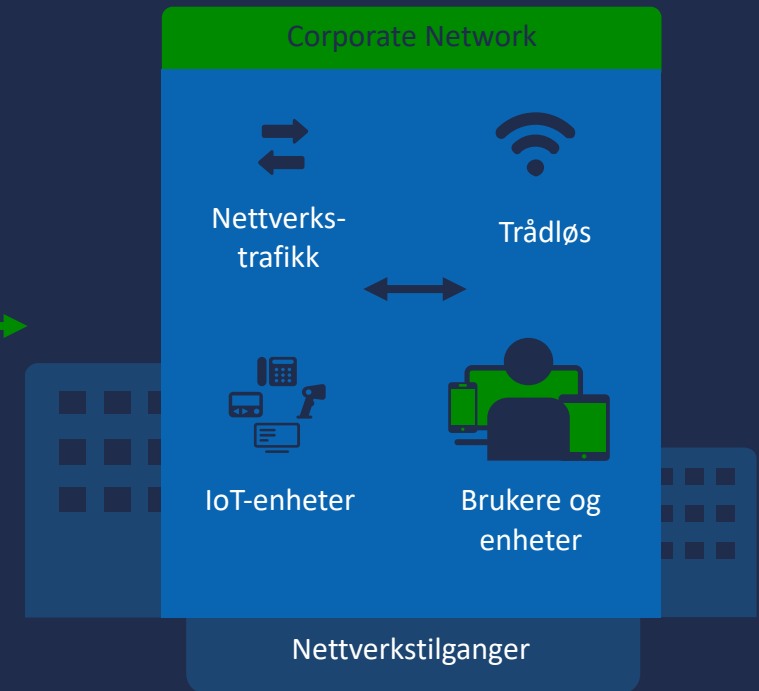 Corporate Network
Nettverks-
trafikk
Trådløs
IoT-enheter
Brukere og
enheter
Nettverkstilganger